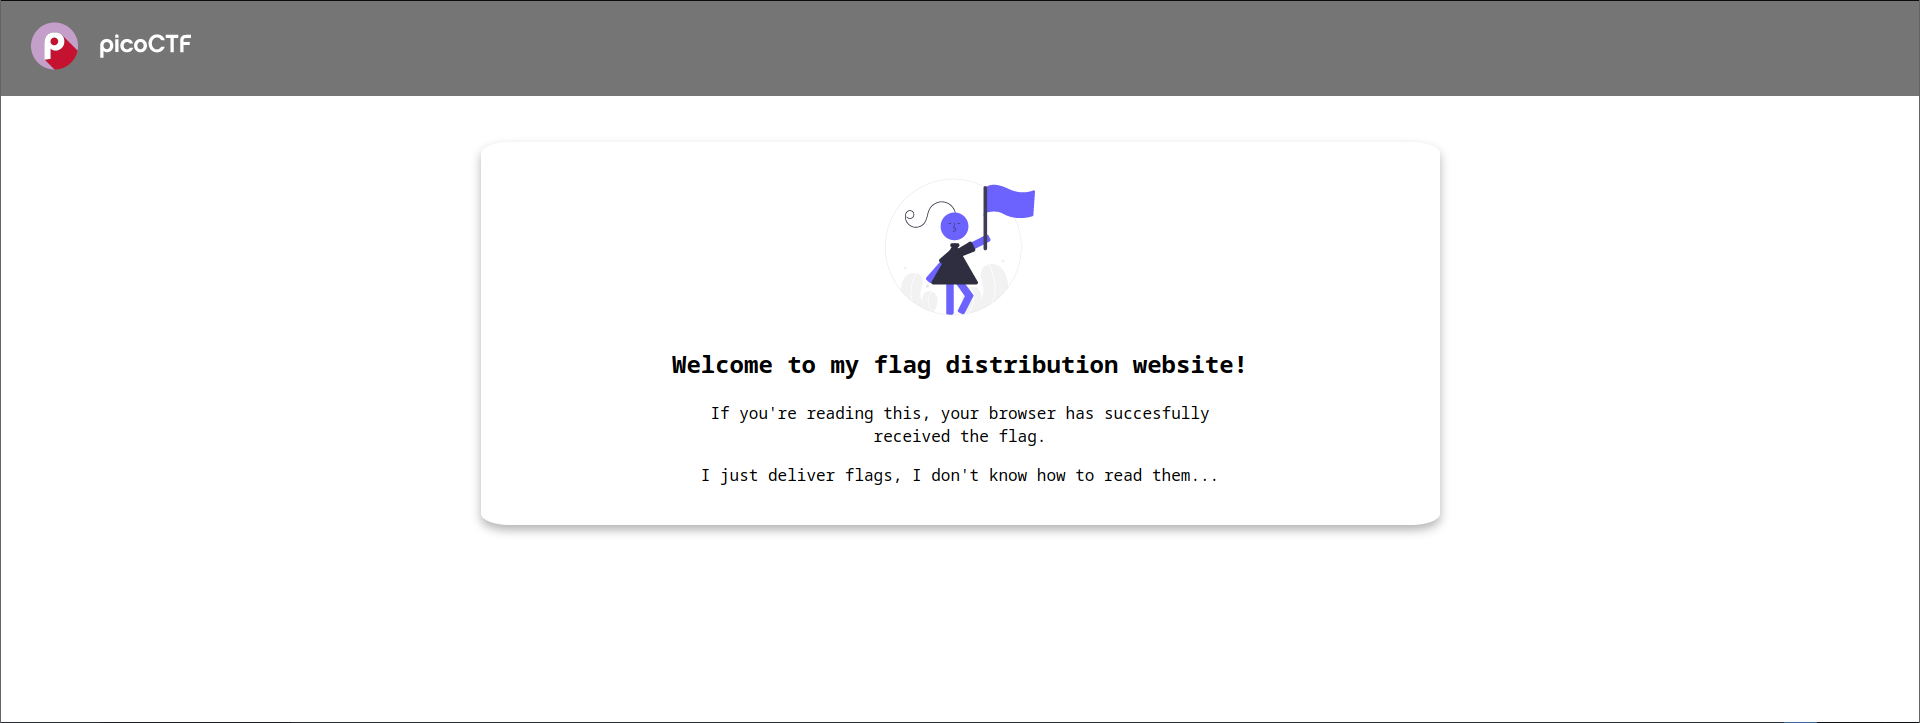 picoCTF
Welcome to my flag distribution website!
If you're reading this, your browser has succesfully
received the flag.
I just deliver flags, I don't know how to read them...